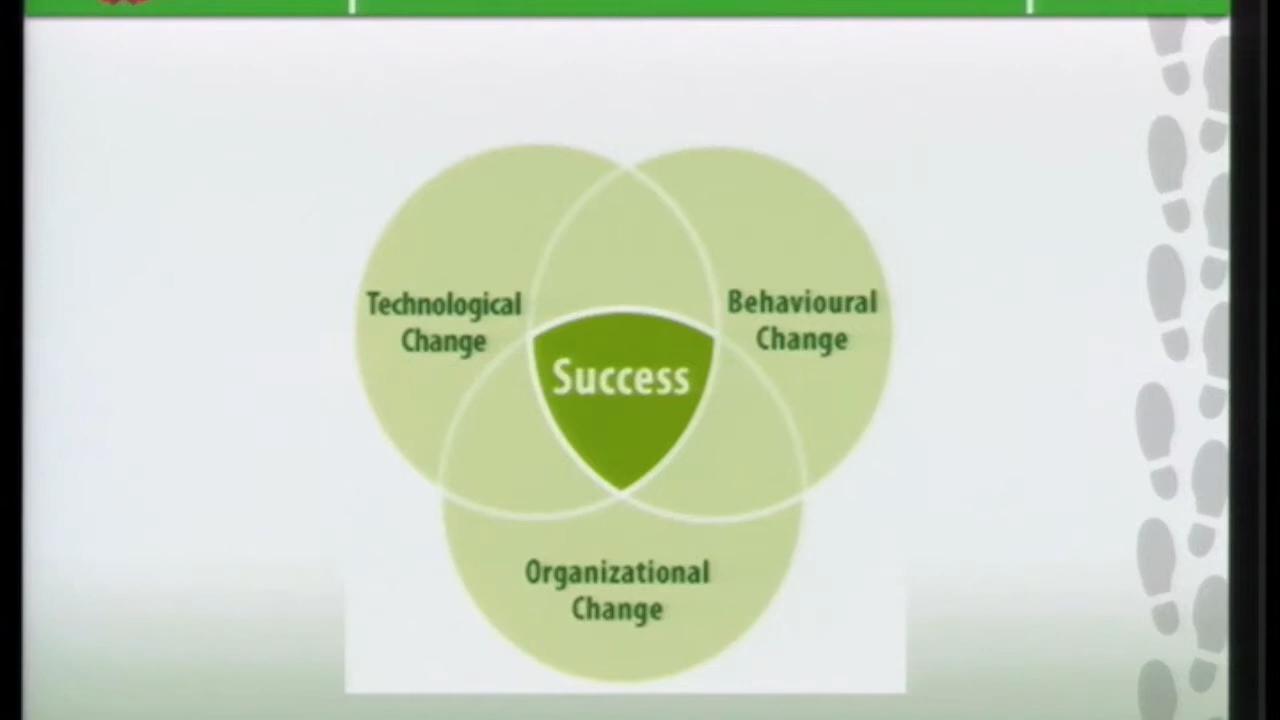 Technological
Change
Behavioural
Change
Success
Organizational
Change